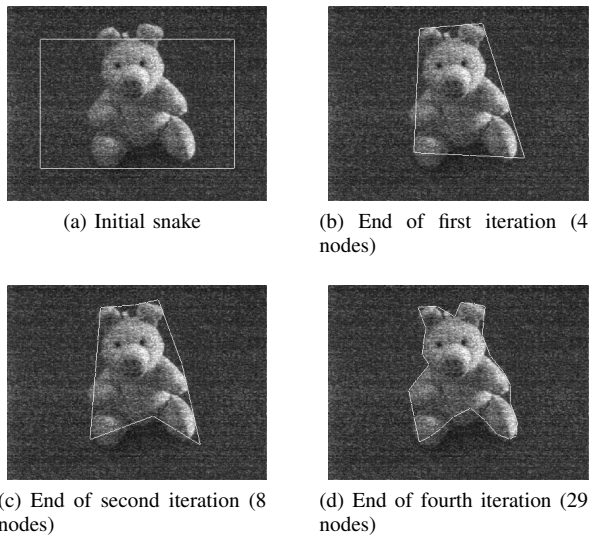 (a) Initial snake
(b) End of first iteration (4
nodes)
(c) End of second iteration (8
nodes)
(d) End of fourth iteration (29
nodes)